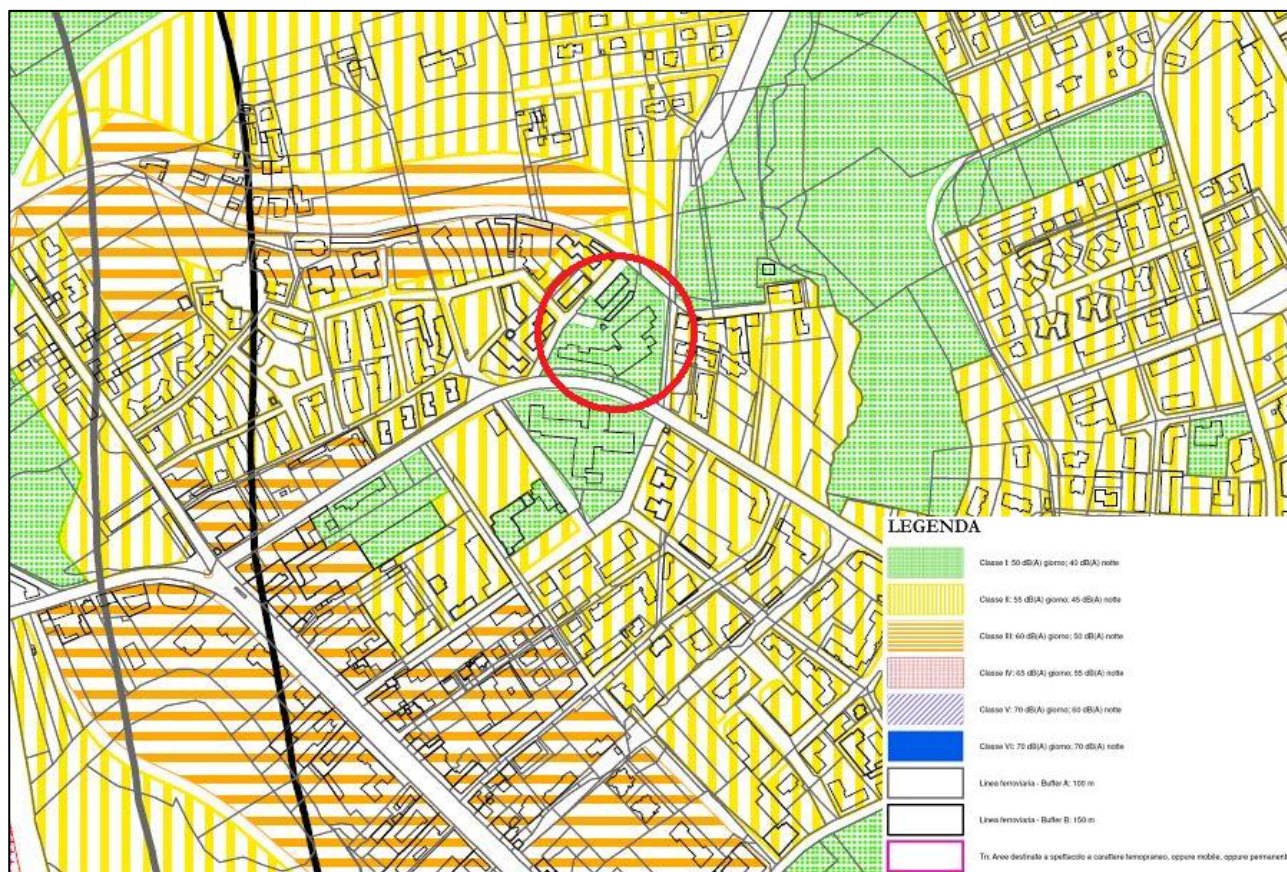 LEGENDA
Classe I: 50 dB(A) giorno; 40 dB(A) notte
Classe II: 55 dB(A) giorno; 45 dB(A) notte
Classe III: 60 dB(A) giorno; 50 dB(A) notte
Classe IV: 65 dB(A) giorno; 55 dB(A) notte
Classe V: 70 dB(A) giorno; 60 dB(A) notte
Classe VI: 70 dB(A) giorno; 70 dB(A) notte
Linea ferroviaria - Buffer A: 100 m
Linea ferroviaria - Buffer B: 150 m
Tn: Aree destinate a spettacolo a carattere temopraneo, oppure mobile, oppure permanent